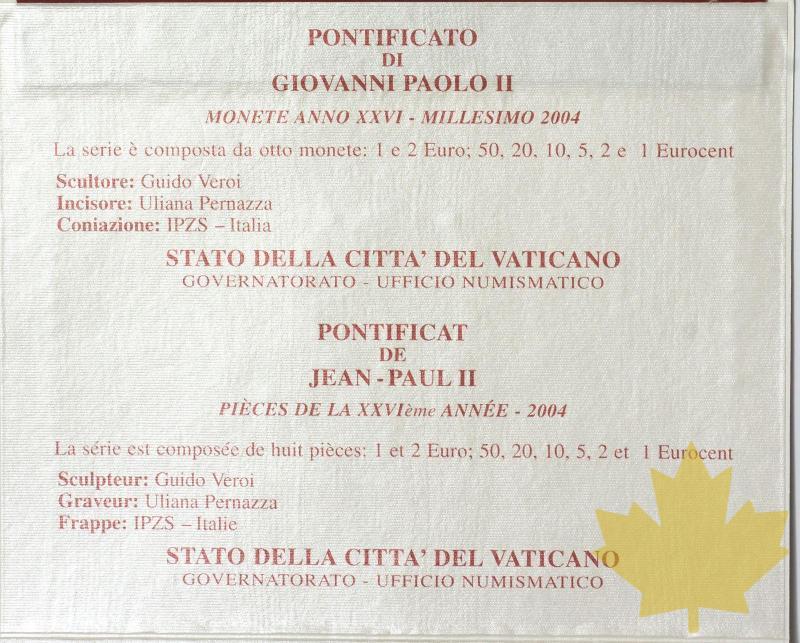 PONTIFICATO
DI
GIOVANNI PAOLO II
MONETE ANNO XXVI - MILLESIMO 2004
La serie è composta da otto monete: 1 e 2 Euro; 50, 20, 10, 5, 2 e 1 Eurocent
Scultore: Guido Veroi
Incisore: Uliana Pernazza
Coniazione: IPZS – Italia
STATO DELLA CITTA' DEL VATICANO
GOVERNATORATO - UFFICIO NUMISMATICO
PONTIFICAT
DE
JEAN - PAUL II
PIÈCES DE LA XXVIème ANNÉE - 2004
La série est composée de huit pièces: 1 et 2 Euro; 50, 20, 10, 5, 2 et 1 Eurocent
Sculpteur: Guido Veroi
Graveur: Uliana Pernazza
Frappe: IPZS – Italie
STATO DELLA CITTA' DEL VATICANO
GOVERNATORATO - UFFICIO NUMISMATICO